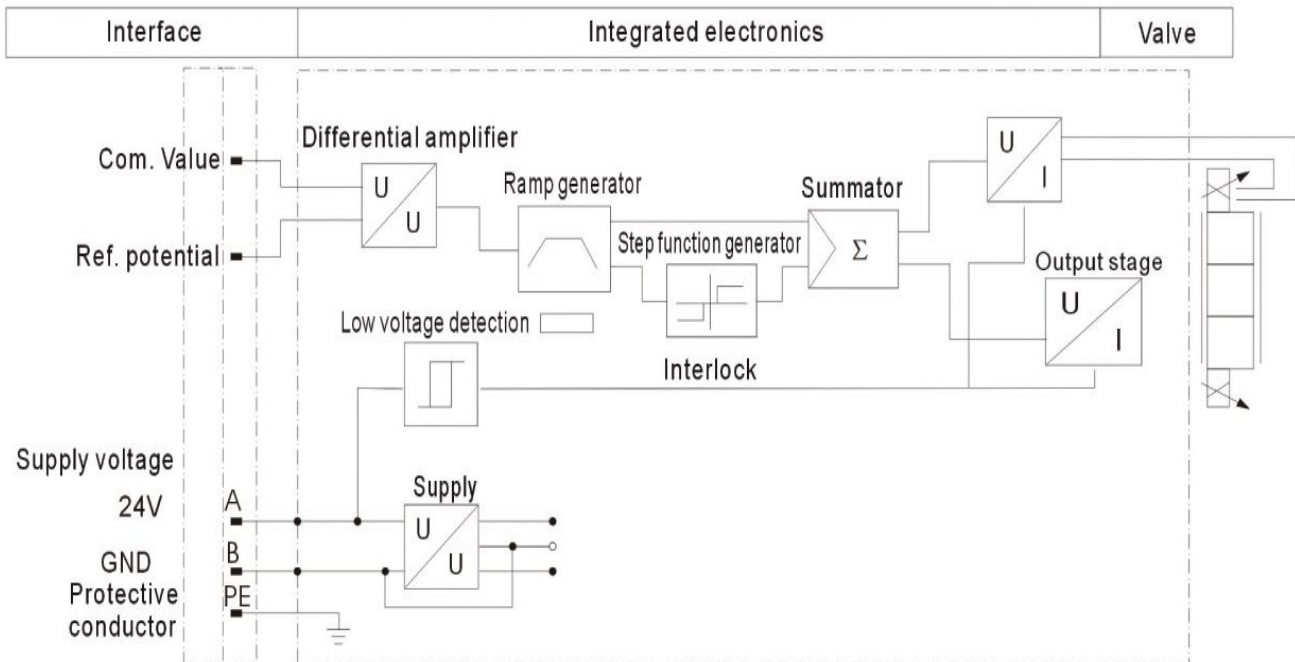 Interface
Integrated electronics
Valve
Differential amplifier
Com. Value
U
U
Ramp generator
Summator
U
I
Ref. potential
Step function generator
Σ
Output stage
U
I
Low voltage detection
Interlock
Supply voltage
24V
A
Supply
U
U
GND
B
Protective
conductor
PE